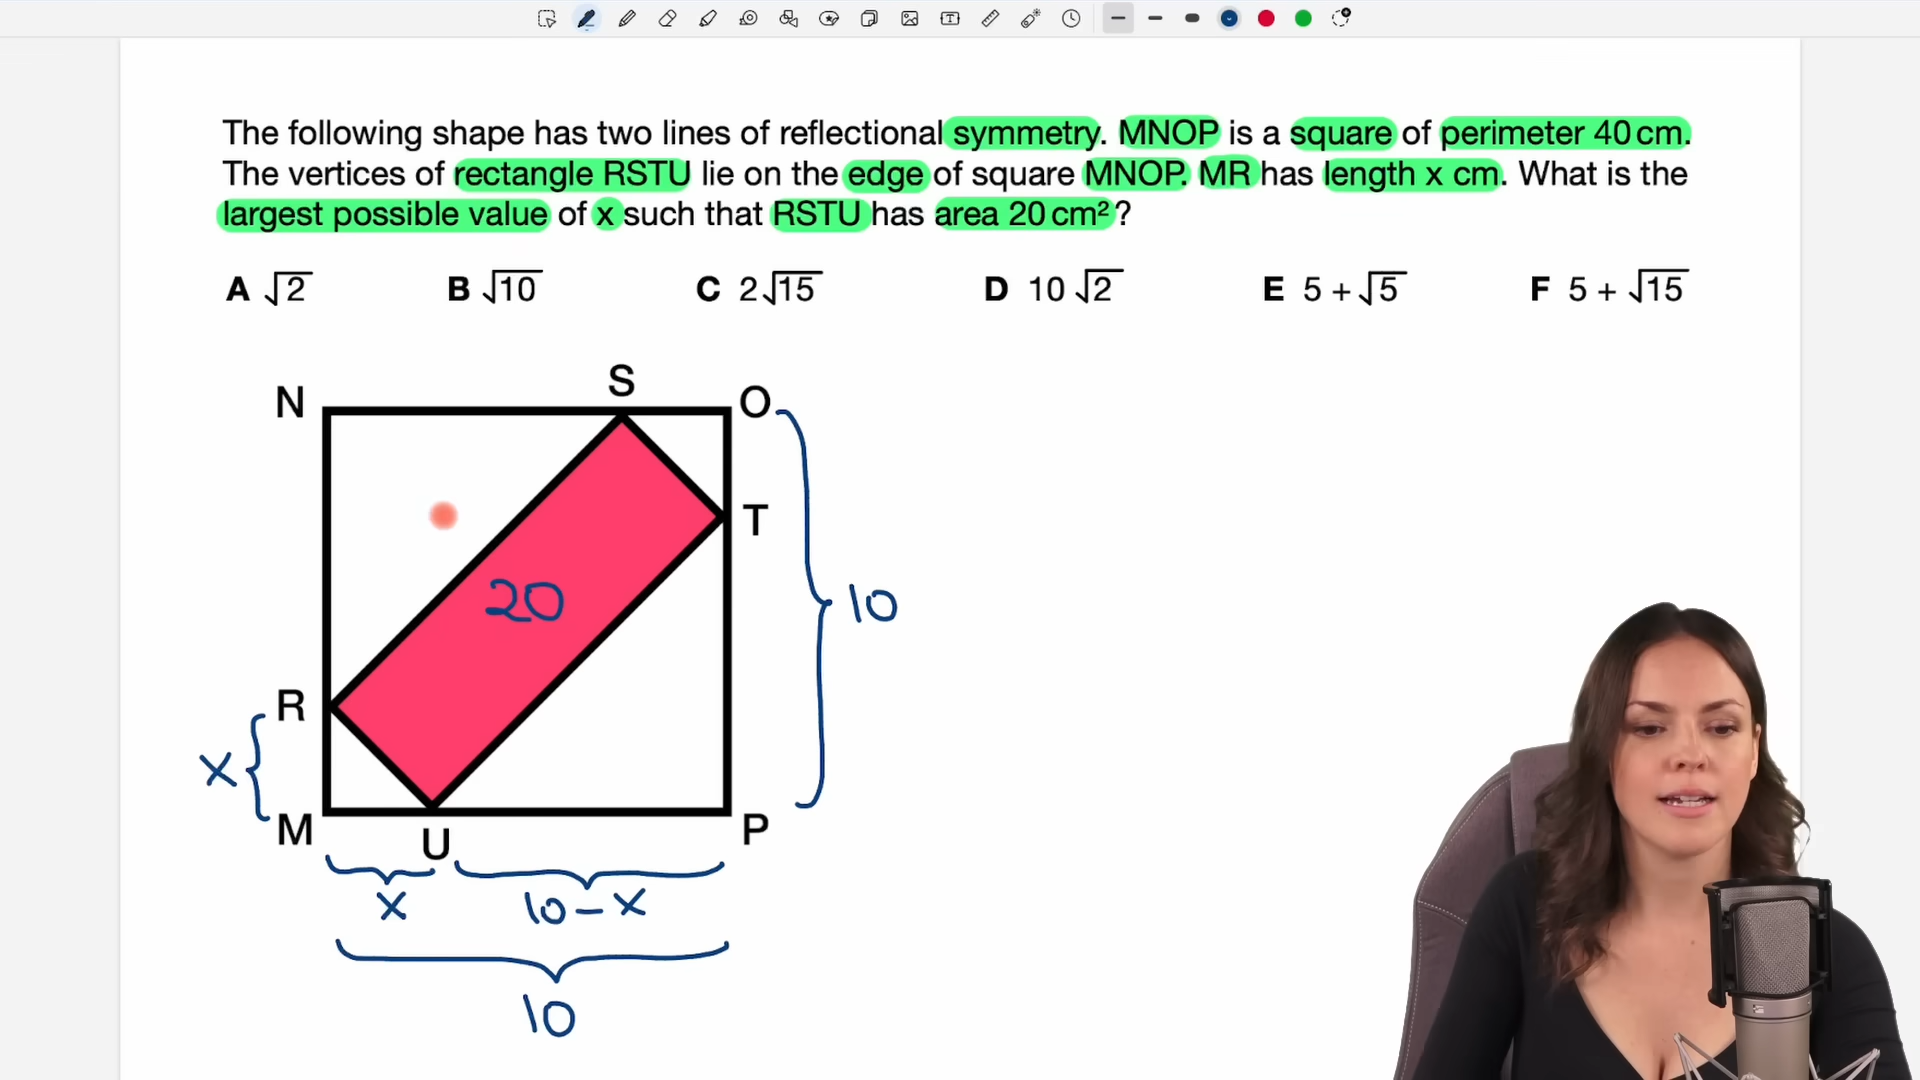 The following shape has two lines of reflectional symmetry. MNOP is a square of perimeter 40 cm.
The vertices of rectangle RSTU lie on the edge of square MNOP. MR has length x cm. What is the
largest possible value of x such that RSTU has area 20 cm²?
A √2 B √10 C 2√15 D 10 √2 E 5 + √5 F 5 + √15
S
N
O
T
20
10
R
x
M
U
P
x
10 – x
10